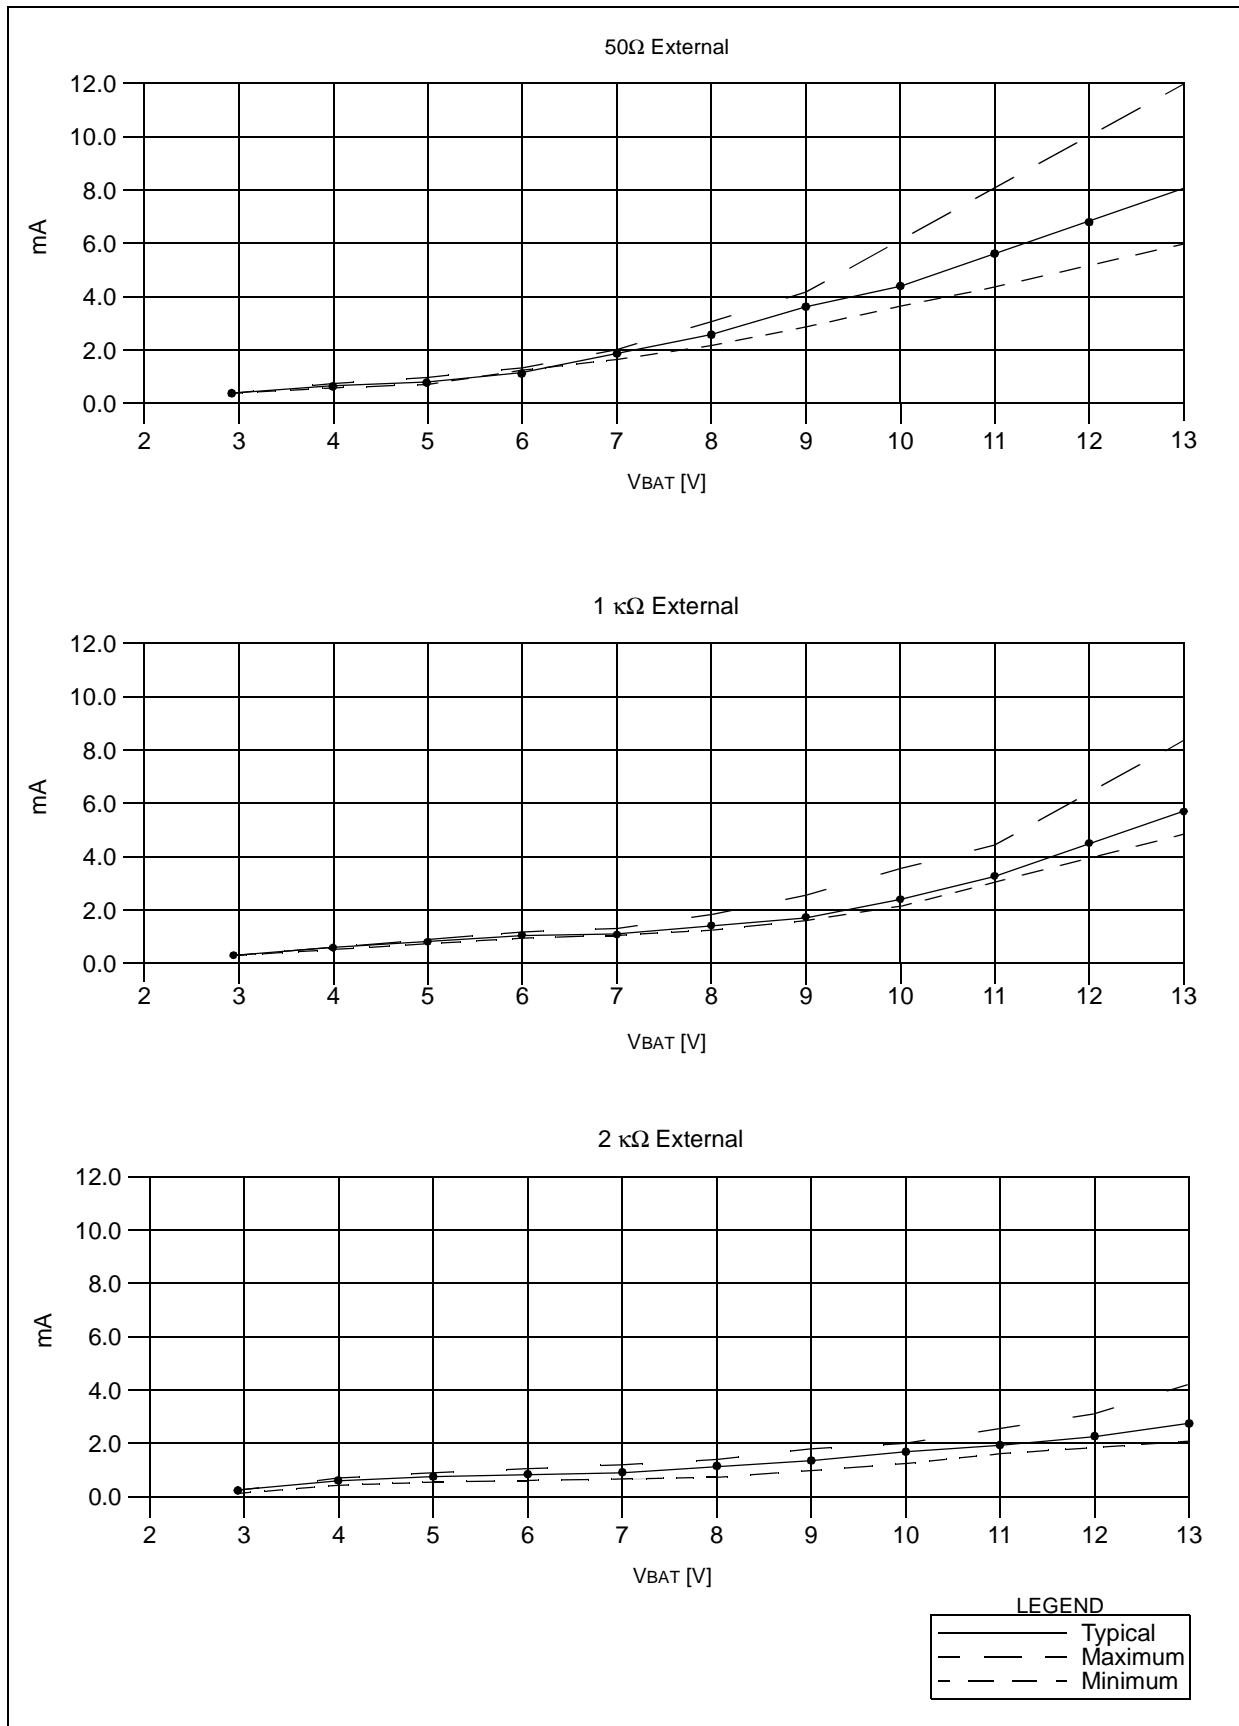 50Ω External
12.0
10.0
8.0
6.0
4.0
2.0
0.0
mA
2 3 4 5 6 7 8 9 10 11 12 13
VBAT [V]
1 κΩ External
12.0
10.0
8.0
6.0
4.0
2.0
0.0
mA
2 3 4 5 6 7 8 9 10 11 12 13
VBAT [V]
2 κΩ External
12.0
10.0
8.0
6.0
4.0
2.0
0.0
mA
2 3 4 5 6 7 8 9 10 11 12 13
VBAT [V]
LEGEND
Typical
Maximum
Minimum